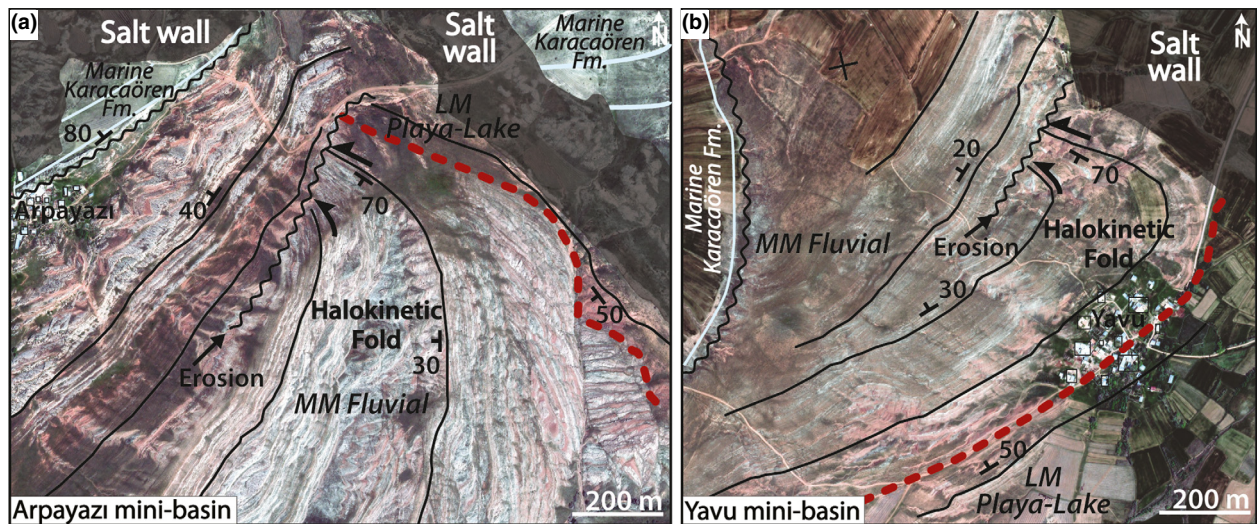 (a)
Salt wall
Marine
Karacaören
Fm.
80
Arpayazı
40
Salt
wall
N
Marine
Karacaören
Fm.
LM
Playa-Lake
70
50
Halokinetic
Fold
30
Erosion
MM Fluvial
Arpayazı mini-basin
200 m
(b)
Salt
wall
N
Marine
Karacaören Fm.
20
70
MM Fluvial
Erosion
Halokinetic
Fold
30
Yavu
50
LM
Playa-Lake
Yavu mini-basin
200 m